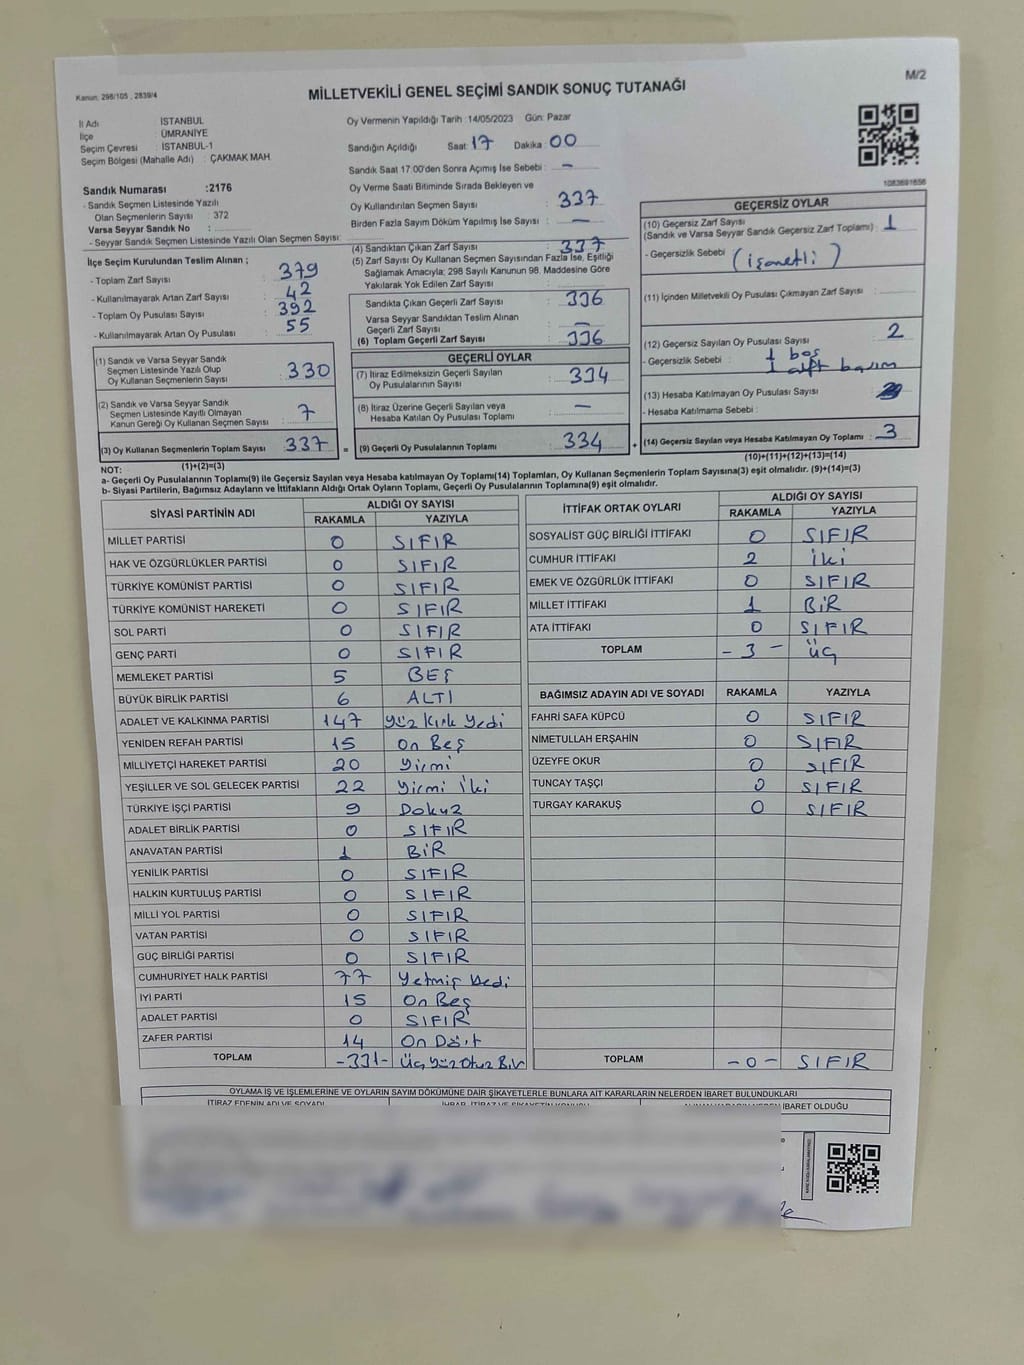 M/2
Kanun, 298/105 , 2839/4
MİLLETVEKİLİ GENEL SEÇİMİ SANDIK SONUÇ TUTANAĞI
İl Adı : İSTANBUL
İlçe : ÜMRANİYE
Seçim Çevresi : İSTANBUL-1
Seçim Bölgesi (Mahalle Adı) : ÇAKMAK MAH
Sandık Numarası :2176
- Sandık Seçmen Listesinde Yazılı
Olan Seçmenlerin Sayısı : 372
Varsa Seyyar Sandık No :
- Seyyar Sandık Seçmen Listesinde Yazılı Olan Seçmen Sayısı:
İlçe Seçim Kurulundan Teslim Alınan ;
- Toplam Zarf Sayısı : 379
- Kullanılmayarak Artan Zarf Sayısı : 42
- Toplam Oy Pusulası Sayısı : 392
- Kullanılmayarak Artan Oy Pusulası : 55
(1) Sandık ve Varsa Seyyar Sandık
Seçmen Listesinde Yazılı Olup
Oy Kullanan Seçmenlerin Sayısı : 330
(2) Sandık ve Varsa Seyyar Sandık
Seçmen Listesinde Kayıtlı Olmayan
Kanun Gereği Oy Kullanan Seçmen Sayısı : 7
(3) Oy Kullanan Seçmenlerin Toplam Sayısı : 337 =
(1)+(2)=(3)
Oy Vermenin Yapıldığı Tarih :14/05/2023 Gün: Pazar
Sandığın Açıldığı Saat: 17 Dakika: 00
Sandık Saat 17:00'den Sonra Açımış İse Sebebi : —
Oy Verme Saati Bitiminde Sırada Bekleyen ve
Oy Kullandırılan Seçmen Sayısı : 337
Birden Fazla Sayım Döküm Yapılmış İse Sayısı : —
(4) Sandıktan Çıkan Zarf Sayısı : 337
(5) Zarf Sayısı Oy Kullanan Seçmen Sayısından Fazla İse, Eşitliği
Sağlamak Amacıyla; 298 Sayılı Kanunun 98. Maddesine Göre
Yakılarak Yok Edilen Zarf Sayısı :
Sandıkta Çıkan Geçerli Zarf Sayısı : 336
Varsa Seyyar Sandıktan Teslim Alınan
Geçerli Zarf Sayısı : —
(6) Toplam Geçerli Zarf Sayısı : 336
GEÇERLİ OYLAR
(7) İtiraz Edilmeksizin Geçerli Sayılan
Oy Pusulalarının Sayısı : 334
(8) İtiraz Üzerine Geçerli Sayılan veya
Hesaba Katılan Oy Pusulası Toplamı : —
(9) Geçerli Oy Pusulalarının Toplamı : 334 +
1083691656
GEÇERSİZ OYLAR
(10) Geçersiz Zarf Sayısı
(Sandık ve Varsa Seyyar Sandık Geçersiz Zarf Toplamı) : 1
- Geçersizlik Sebebi : (işaretli)
(11) İçinden Milletvekili Oy Pusulası Çıkmayan Zarf Sayısı :
(12) Geçersiz Sayılan Oy Pusulası Sayısı : 2
- Geçersizlik Sebebi : 1 boş
1 çift basım
(13) Hesaba Katılmayan Oy Pusulası Sayısı :
- Hesaba Katılmama Sebebi :
(14) Geçersiz Sayılan veya Hesaba Katılmayan Oy Toplamı : 3
(10)+(11)+(12)+(13)=(14)
NOT:
a- Geçerli Oy Pusulalarının Toplamı(9) ile Geçersiz Sayılan veya Hesaba katılmayan Oy Toplamı(14) Toplamları, Oy Kullanan Seçmenlerin Toplam Sayısına(3) eşit olmalıdır. (9)+(14)=(3)
b- Siyasi Partilerin, Bağımsız Adayların ve İttifakların Aldığı Ortak Oyların Toplamı, Geçerli Oy Pusulalarının Toplamına(9) eşit olmalıdır.
SİYASİ PARTİNİN ADI ALDIĞI OY SAYISI
RAKAMLA YAZIYLA
MİLLET PARTİSİ 0 SIFIR
HAK VE ÖZGÜRLÜKLER PARTİSİ 0 SIFIR
TÜRKİYE KOMÜNİST PARTİSİ 0 SIFIR
TÜRKİYE KOMÜNİST HAREKETİ 0 SIFIR
SOL PARTİ 0 SIFIR
GENÇ PARTİ 0 SIFIR
MEMLEKET PARTİSİ 5 BEŞ
BÜYÜK BİRLİK PARTİSİ 6 ALTI
ADALET VE KALKINMA PARTİSİ 147 Yüz Kırk Yedi
YENİDEN REFAH PARTİSİ 15 On Beş
MİLLİYETÇİ HAREKET PARTİSİ 20 Yirmi
YEŞİLLER VE SOL GELECEK PARTİSİ 22 Yirmi İki
TÜRKİYE İŞÇİ PARTİSİ 9 Dokuz
ADALET BİRLİK PARTİSİ 0 SIFIR
ANAVATAN PARTİSİ 1 BİR
YENİLİK PARTİSİ 0 SIFIR
HALKIN KURTULUŞ PARTİSİ 0 SIFIR
MİLLİ YOL PARTİSİ 0 SIFIR
VATAN PARTİSİ 0 SIFIR
GÜÇ BİRLİĞİ PARTİSİ 0 SIFIR
CUMHURİYET HALK PARTİSİ 77 Yetmiş Yedi
İYİ PARTİ 15 On Beş
ADALET PARTİSİ 0 SIFIR
ZAFER PARTİSİ 14 On Dört
TOPLAM -331- Üç Yüz Otuz Bir
İTTİFAK ORTAK OYLARI ALDIĞI OY SAYISI
RAKAMLA YAZIYLA
SOSYALİST GÜÇ BİRLİĞİ İTTİFAKI 0 SIFIR
CUMHUR İTTİFAKI 2 İki
EMEK VE ÖZGÜRLÜK İTTİFAKI 0 SIFIR
MİLLET İTTİFAKI 1 BİR
ATA İTTİFAKI 0 SIFIR
TOPLAM - 3 - Üç
BAĞIMSIZ ADAYIN ADI VE SOYADI RAKAMLA YAZIYLA
FAHRİ SAFA KÜPCÜ 0 SIFIR
NİMETULLAH ERŞAHİN 0 SIFIR
ÜZEYFE OKUR 0 SIFIR
TUNCAY TAŞÇI 0 SIFIR
TURGAY KARAKUŞ 0 SIFIR
TOPLAM -0- SIFIR
OYLAMA İŞ VE İŞLEMLERİNE VE OYLARIN SAYIM DÖKÜMÜNE DAİR ŞİKAYETLERLE BUNLARA AİT KARARLARIN NELERDEN İBARET BULUNDUKLARI
İTİRAZ EDENİN ADI VE SOYADI İHBAR, İTİRAZ VE ŞİKAYETİN KONUSU ALINAN KARARIN NEDEN İBARET OLDUĞU